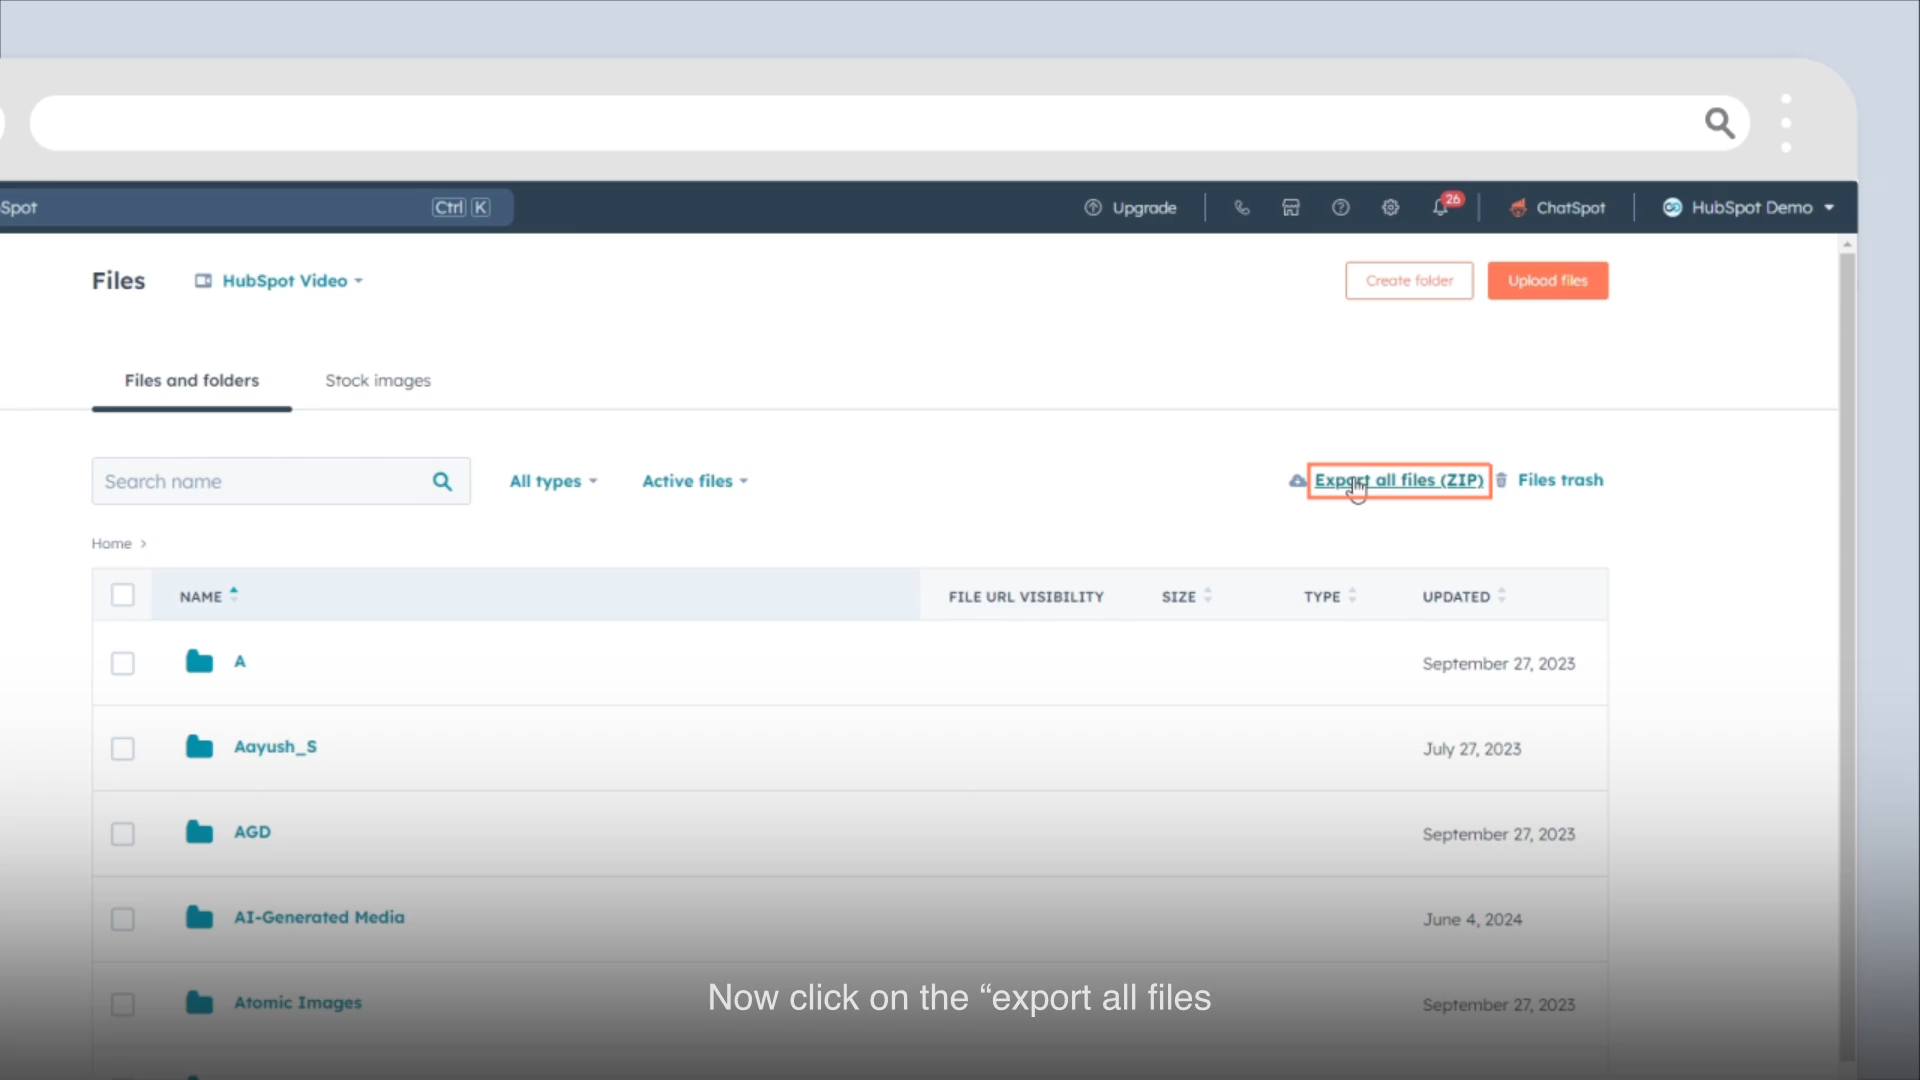 Spot Ctrl K Upgrade 26 ChatSpot HubSpot Demo
Files HubSpot Video Create folder Upload files
Files and folders Stock images
Search name All types Active files Export all files (ZIP) Files trash
Home >
NAME FILE URL VISIBILITY SIZE TYPE UPDATED
A September 27, 2023
Aayush_S July 27, 2023
AGD September 27, 2023
AI-Generated Media June 4, 2024
Atomic Images September 27, 2023
Now click on the “export all files